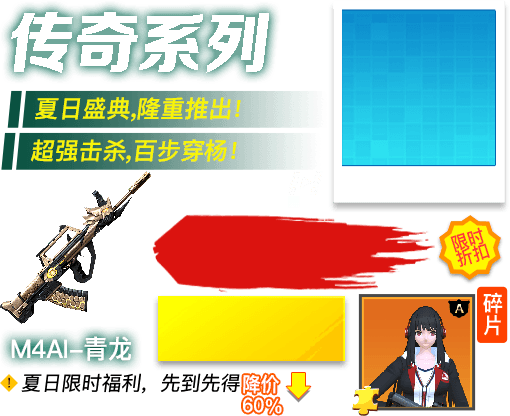 传奇系列
夏日盛典,隆重推出!
超强击杀,百步穿杨!
限时
折扣
A
碎片
M4AI-青龙
夏日限时福利，先到先得
降价
60%